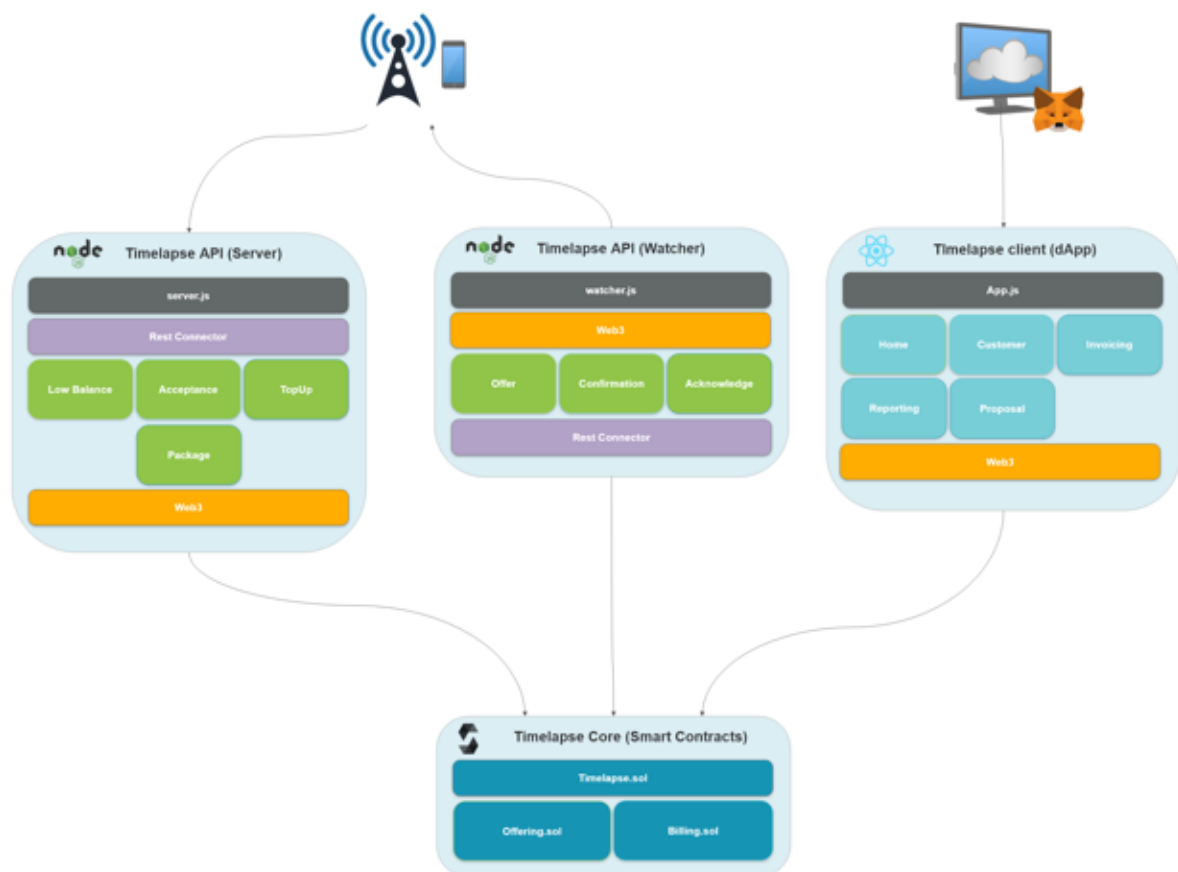 node
Timelapse API (Server)
server.js
Rest Connector
Low Balance
Acceptance
TopUp
Package
Web3
node
Timelapse API (Watcher)
watcher.js
Web3
Offer
Confirmation
Acknowledge
Rest Connector
Timelapse client (dApp)
App.js
Home
Customer
Invoicing
Reporting
Proposal
Web3
Timelapse Core (Smart Contracts)
Timelapse.sol
Offering.sol
Billing.sol